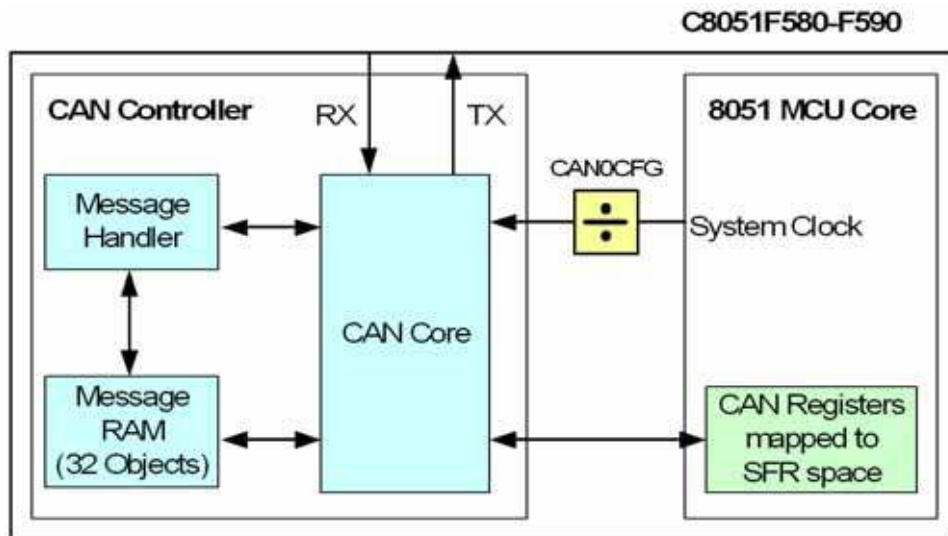 C8051F580-F590
CAN Controller
RX
TX
8051 MCU Core
CAN0CFG
÷
System Clock
Message
Handler
CAN Core
Message
RAM
(32 Objects)
CAN Registers
mapped to
SFR space